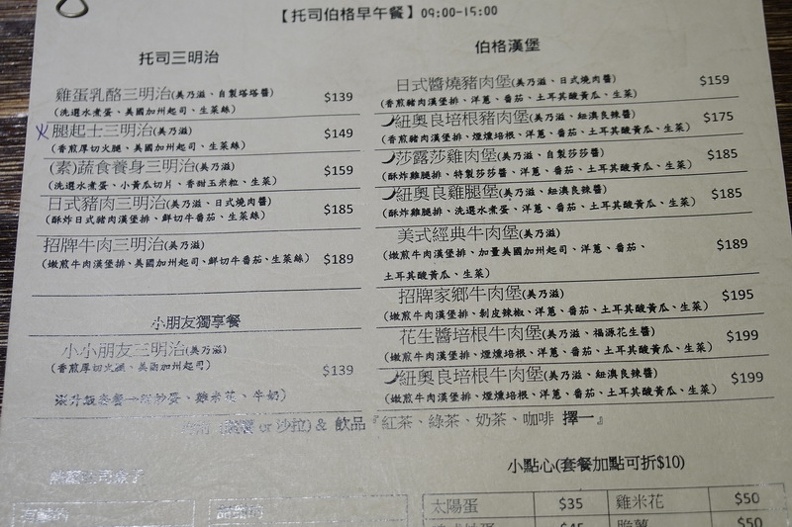 【托司伯格早午餐】09:00-15:00
托司三明治
雞蛋乳酪三明治(美乃滋、自製塔塔醬) $139
(洗選水煮蛋、美國加州起司、生菜絲)
火腿起士三明治(美乃滋) $149
(香煎厚切火腿、美國加州起司、生菜絲)
(素)蔬食養身三明治(美乃滋) $159
(洗選水煮蛋、小黃瓜切片、香甜玉米粒、生菜)
日式豬肉三明治(美乃滋、日式燒肉醬) $185
(酥炸日式豬肉漢堡排、鮮切牛番茄、生菜絲)
招牌牛肉三明治(美乃滋)
(嫩煎牛肉漢堡排、美國加州起司、鮮切牛番茄、生菜絲) $189
小朋友獨享餐
小小朋友三明治(美乃滋)
(香煎厚切火腿、美國加州起司) $139
雞米花、牛奶)
伯格漢堡
日式醬燒豬肉堡(美乃滋、日式燒肉醬) $159
(香煎豬肉漢堡排、洋蔥、番茄、土耳其酸黃瓜、生菜)
紐奧良培根豬肉堡(美乃滋、紐澳良辣醬) $175
(香煎豬肉漢堡排、煙燻培根、洋蔥、番茄、土耳其酸黃瓜、生菜)
莎露莎雞肉堡(美乃滋、自製莎莎醬) $185
(酥炸雞腿排、特製莎莎醬、洋蔥、番茄、土耳其酸黃瓜、生菜)
紐奧良雞腿堡(美乃滋、紐澳良辣醬) $185
(酥炸雞腿排、洗選水煮蛋、洋蔥、番茄、土耳其酸黃瓜、生菜)
美式經典牛肉堡(美乃滋)
(嫩煎牛肉漢堡排、加量美國加州起司、洋蔥、番茄、 $189
土耳其酸黃瓜、生菜)
招牌家鄉牛肉堡(美乃滋) $195
(嫩煎牛肉漢堡排、剝皮辣椒、洋蔥、番茄、土耳其酸黃瓜、生菜)
花生醬培根牛肉堡(美乃滋、福源花生醬) $199
(嫩煎牛肉漢堡排、煙燻培根、洋蔥、番茄、土耳其酸黃瓜、生菜)
紐奧良培根牛肉堡(美乃滋、紐澳良辣醬) $199
(嫩煎牛肉漢堡排、煙燻培根、洋蔥、番茄、土耳其酸黃瓜、生菜)
or 沙拉) & 飲品『紅茶、綠茶、奶茶、咖啡 擇一』
小點心(套餐加點可折$10)
太陽蛋 $35 雞米花 $50
$45 脆薯 $50